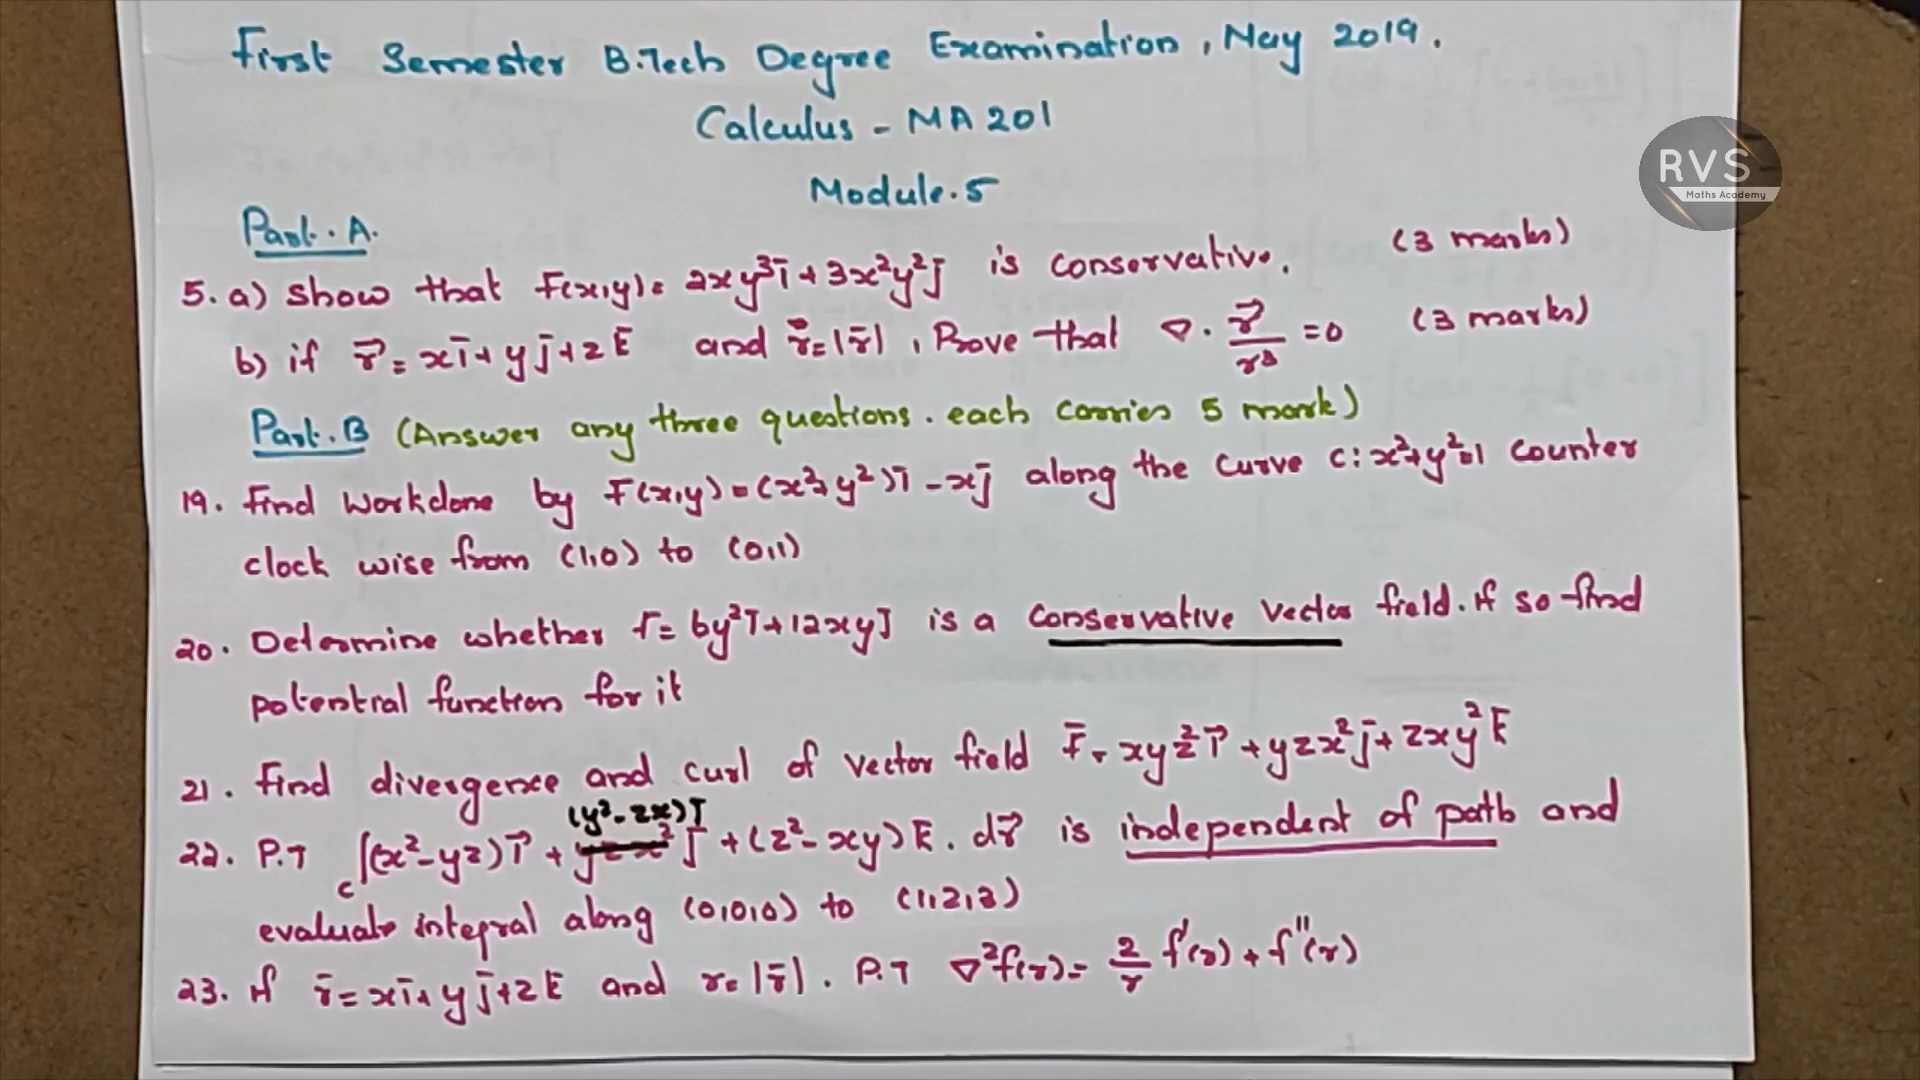 First Semester B.Tech Degree Examination, May 2019.
Calculus - MA 201
RVS
Maths Academy
Module.5
Part.A.
5. a) Show that F(x,y) = 2xy³i̅ + 3x²y²j̅ is conservative. (3 marks)
b) if r⃗ = xi̅ + yj̅ + zk̅ and r = |r̅|, Prove that ∇ . r⃗/r³ = 0 (3 marks)
Part.B (Answer any three questions. each carries 5 mark)
19. Find workdone by F(x,y) = (x²+y²)i̅ - xj̅ along the curve C: x²+y²=1 counter
clock wise from (1,0) to (0,1)
20. Determine whether F = 6y²i̅ + 12xyj̅ is a conservative vector field. If so find
potential function for it
21. Find divergence and curl of vector field F̅ = xyz²i⃗ + yzx²j̅ + zxy²k̅
(y²-zx)j̅
22. P.T ∫c (x²-yz)i⃗ + j̅ + (z²-xy)k̅ . dr⃗ is independent of path and
evaluate integral along (0,0,0) to (1,2,3)
23. If r̅ = xi̅ + yj̅ + zk̅ and r = |r̅|. P.T ∇²f(r) = 2/r f'(r) + f''(r)